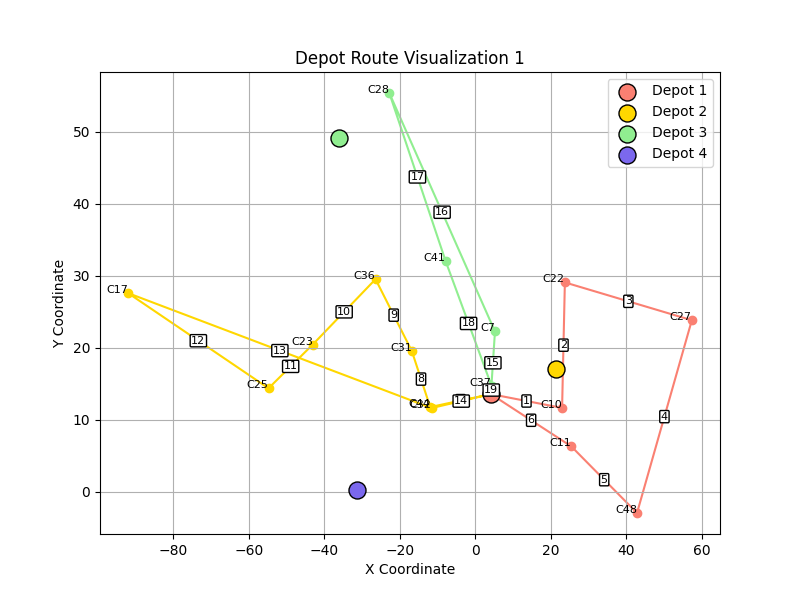 Depot Route Visualization 1
Depot 1
Depot 2
Depot 3
Depot 4
Y Coordinate
50
40
30
20
10
0
C28
17
16
C41
C36
C22
C17
3
10
9
C27
18
C7
C23
2
12
C31
13
15
11
C25
8
C37
19
4
14
1
C10
6
C11
5
C48
−80
−60
−40
−20
0
20
40
60
X Coordinate